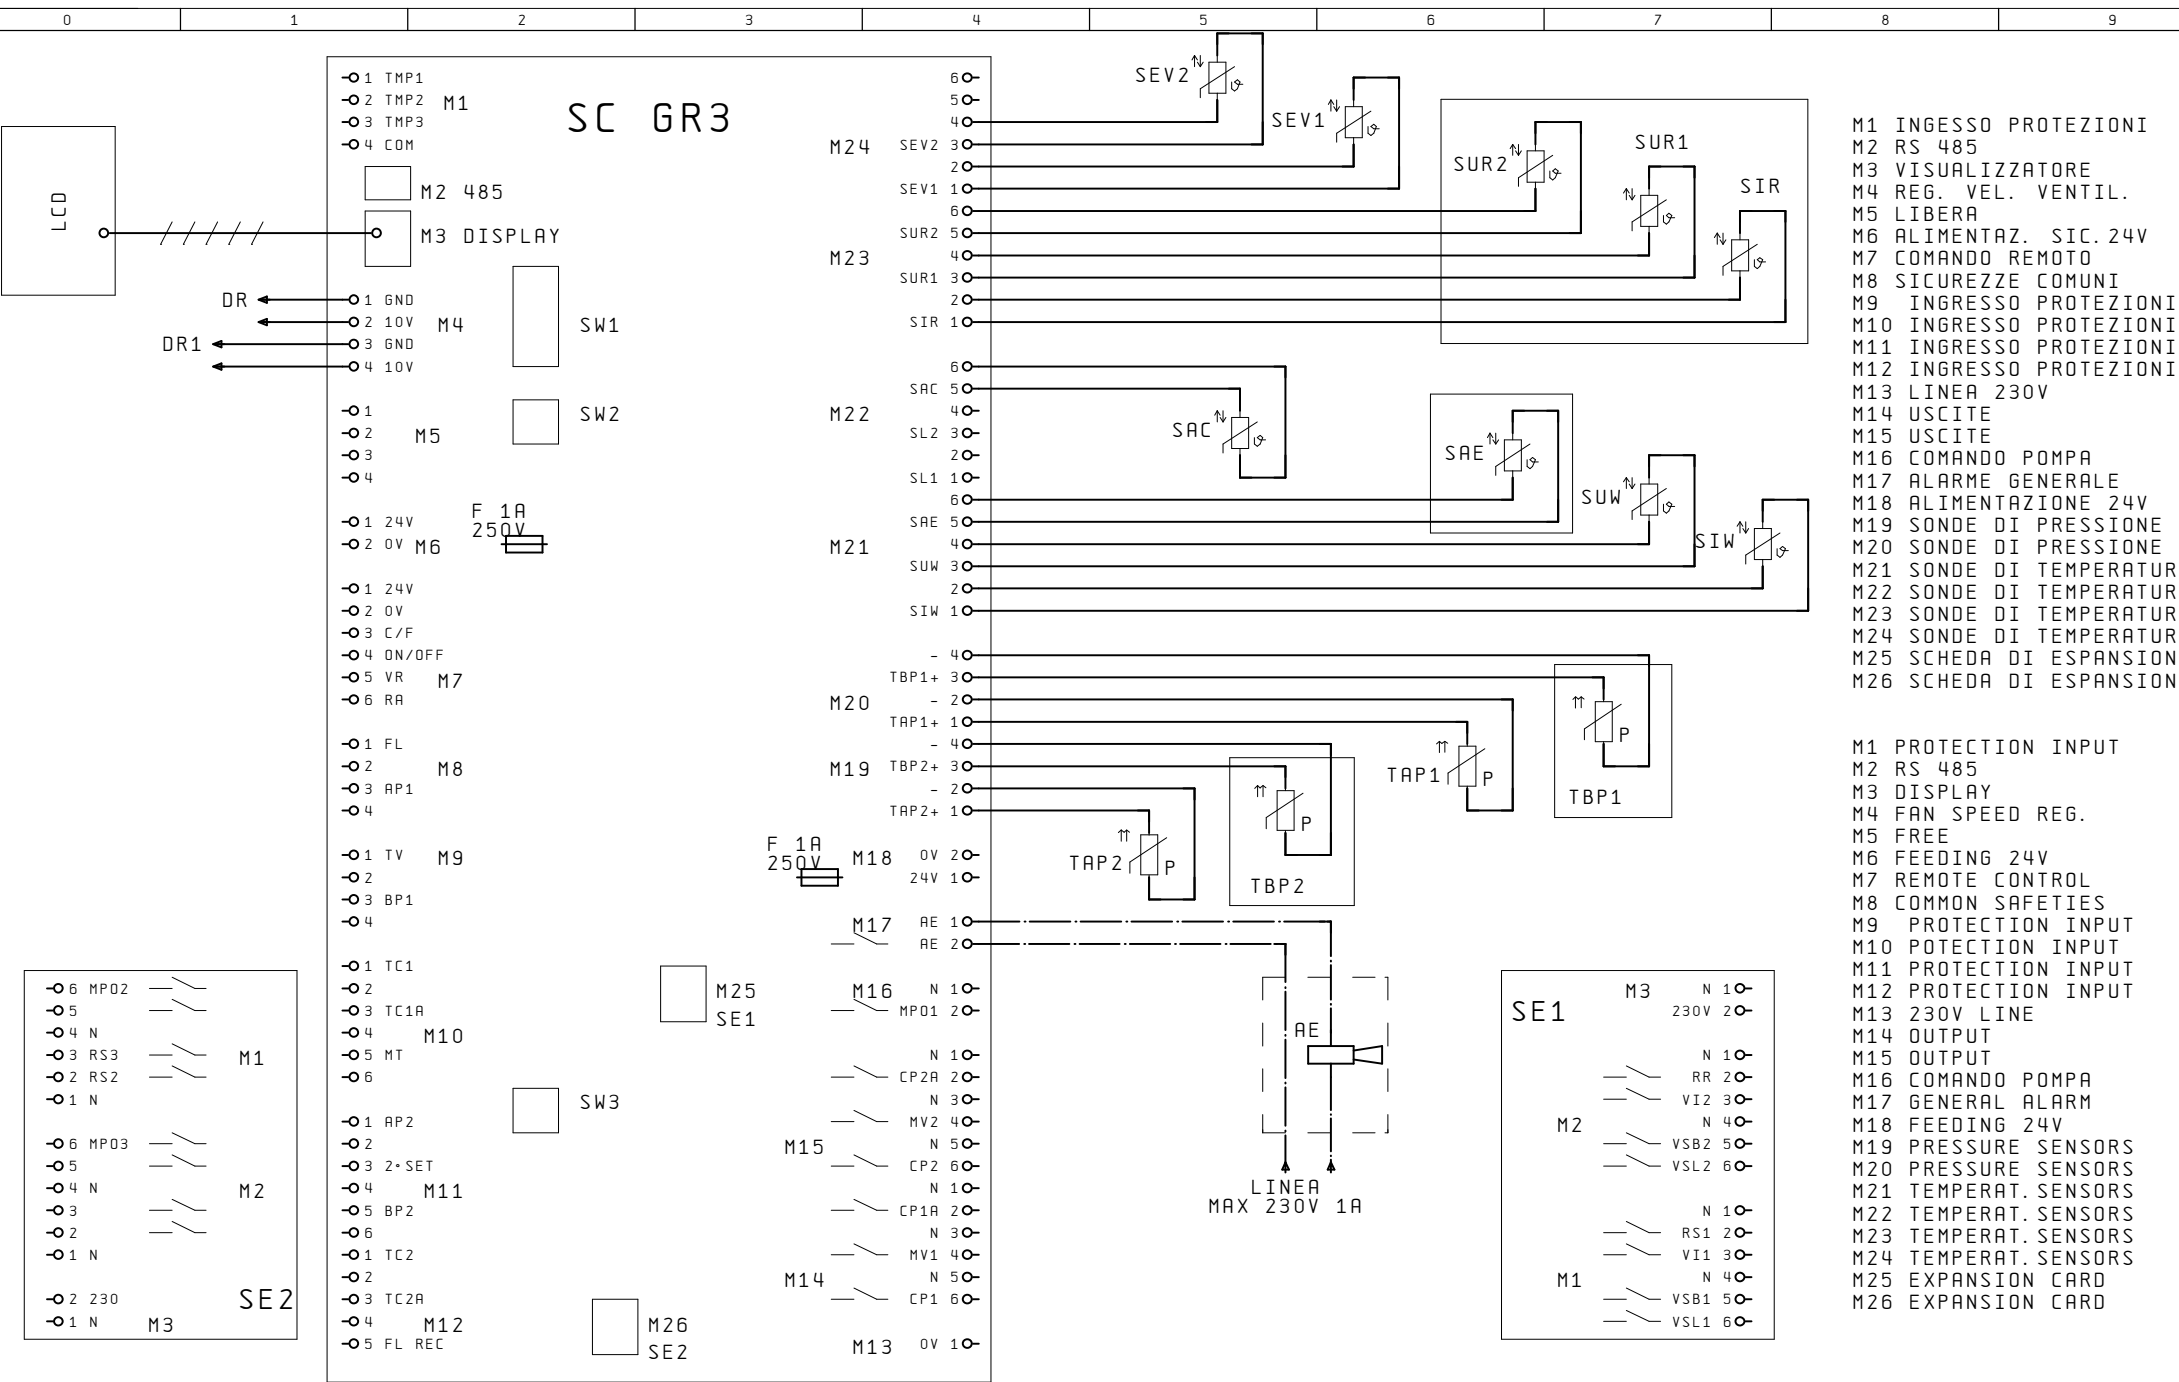 0 1 2 3 4 5 6 7 8 9
SC GR3
LCD
1 TMP1
2 TMP2
3 TMP3
4 COM
M1
M2 485
M3 DISPLAY
DR
DR1
1 GND
2 10V
3 GND
4 10V
M4
SW1
1
2
3
4
M5
SW2
1 24V
2 0V
M6
F 1A
250V
1 24V
2 0V
3 C/F
4 ON/OFF
5 VR
6 RA
M7
1 FL
2
3 AP1
4
M8
1 TV
2
3 BP1
4
M9
1 TC1
2
3 TC1A
4
5 MT
6
M10
SW3
1 AP2
2
3 2°SET
4
5 BP2
6
M11
1 TC2
2
3 TC2A
4
5 FL REC
M12
M25
SE1
M26
SE2
6
5
4
SEV2 3
2
SEV1 1
M24
6
SUR2 5
4
SUR1 3
2
SIR 1
M23
6
SAC 5
4
SL2 3
2
SL1 1
M22
6
SAE 5
4
SUW 3
2
SIW 1
M21
- 4
TBP1+ 3
- 2
TAP1+ 1
M20
- 4
TBP2+ 3
- 2
TAP2+ 1
M19
F 1A
250V
M18
0V 2
24V 1
M17
AE 1
AE 2
M16
N 1
MPO1 2
N 1
CP2A 2
N 3
MV2 4
N 5
CP2 6
M15
N 1
CP1A 2
N 3
MV1 4
N 5
CP1 6
M14
M13 0V 1
SEV2
SEV1
SUR2
SUR1
SIR
SAC
SAE
SUW
SIW
TBP1
TAP1
TBP2
TAP2
P
P
P
P
AE
LINEA
MAX 230V 1A
6 MPO2
5
4 N
3 RS3
2 RS2
1 N
M1
6 MPO3
5
4 N
3
2
1 N
M2
2 230
1 N
M3
SE2
SE1
M3
N 1
230V 2
N 1
RR 2
VI2 3
N 4
VSB2 5
VSL2 6
M2
N 1
RS1 2
VI1 3
N 4
VSB1 5
VSL1 6
M1
M1 INGESSO PROTEZIONI
M2 RS 485
M3 VISUALIZZATORE
M4 REG. VEL. VENTIL.
M5 LIBERA
M6 ALIMENTAZ. SIC.24V
M7 COMANDO REMOTO
M8 SICUREZZE COMUNI
M9 INGRESSO PROTEZIONI
M10 INGRESSO PROTEZIONI
M11 INGRESSO PROTEZIONI
M12 INGRESSO PROTEZIONI
M13 LINEA 230V
M14 USCITE
M15 USCITE
M16 COMANDO POMPA
M17 ALARME GENERALE
M18 ALIMENTAZIONE 24V
M19 SONDE DI PRESSIONE
M20 SONDE DI PRESSIONE
M21 SONDE DI TEMPERATUR
M22 SONDE DI TEMPERATUR
M23 SONDE DI TEMPERATUR
M24 SONDE DI TEMPERATUR
M25 SCHEDA DI ESPANSION
M26 SCHEDA DI ESPANSION
M1 PROTECTION INPUT
M2 RS 485
M3 DISPLAY
M4 FAN SPEED REG.
M5 FREE
M6 FEEDING 24V
M7 REMOTE CONTROL
M8 COMMON SAFETIES
M9 PROTECTION INPUT
M10 POTECTION INPUT
M11 PROTECTION INPUT
M12 PROTECTION INPUT
M13 230V LINE
M14 OUTPUT
M15 OUTPUT
M16 COMANDO POMPA
M17 GENERAL ALARM
M18 FEEDING 24V
M19 PRESSURE SENSORS
M20 PRESSURE SENSORS
M21 TEMPERAT.SENSORS
M22 TEMPERAT.SENSORS
M23 TEMPERAT.SENSORS
M24 TEMPERAT.SENSORS
M25 EXPANSION CARD
M26 EXPANSION CARD